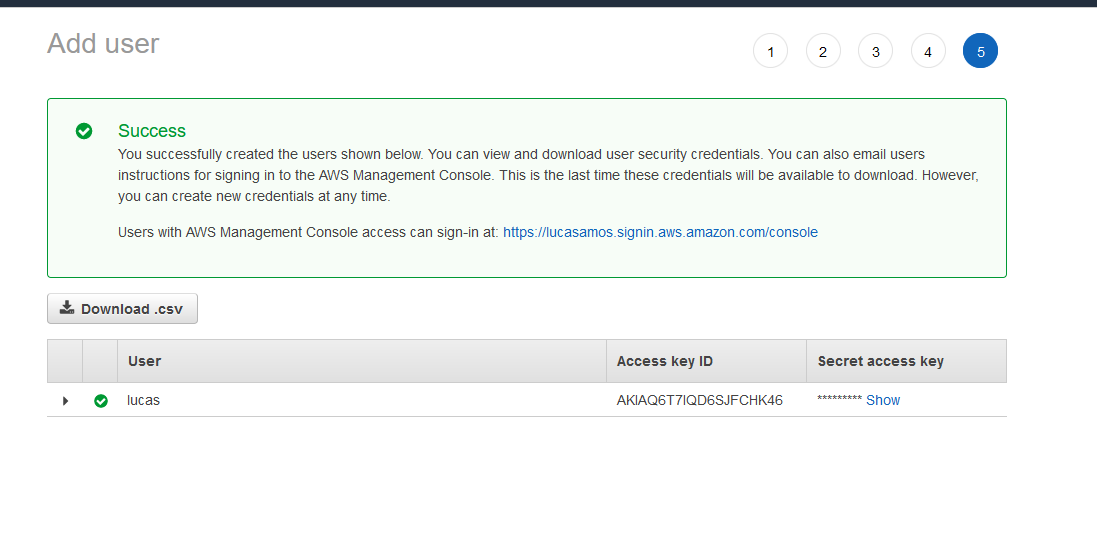 Add user
1 2 3 4 5
Success
You successfully created the users shown below. You can view and download user security credentials. You can also email users
instructions for signing in to the AWS Management Console. This is the last time these credentials will be available to download. However,
you can create new credentials at any time.
Users with AWS Management Console access can sign-in at: https://lucasamos.signin.aws.amazon.com/console
Download .csv
User Access key ID Secret access key
lucas AKIAQ6T7IQD6SJFCHK46 ********* Show